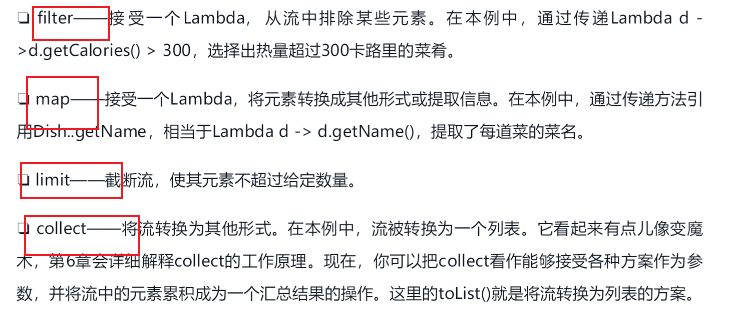 ❏ filter——接受一个Lambda，从流中排除某些元素。在本例中，通过传递Lambda d -
>d.getCalories() > 300，选择出热量超过300卡路里的菜肴。
❏ map——接受一个Lambda，将元素转换成其他形式或提取信息。在本例中，通过传递方法引
用Dish::getName，相当于Lambda d -> d.getName()，提取了每道菜的菜名。
❏ limit——截断流，使其元素不超过给定数量。
❏ collect——将流转换为其他形式。在本例中，流被转换为一个列表。它看起来有点儿像变魔
术，第6章会详细解释collect的工作原理。现在，你可以把collect看作能够接受各种方案作为参
数，并将流中的元素累积成为一个汇总结果的操作。这里的toList()就是将流转换为列表的方案。